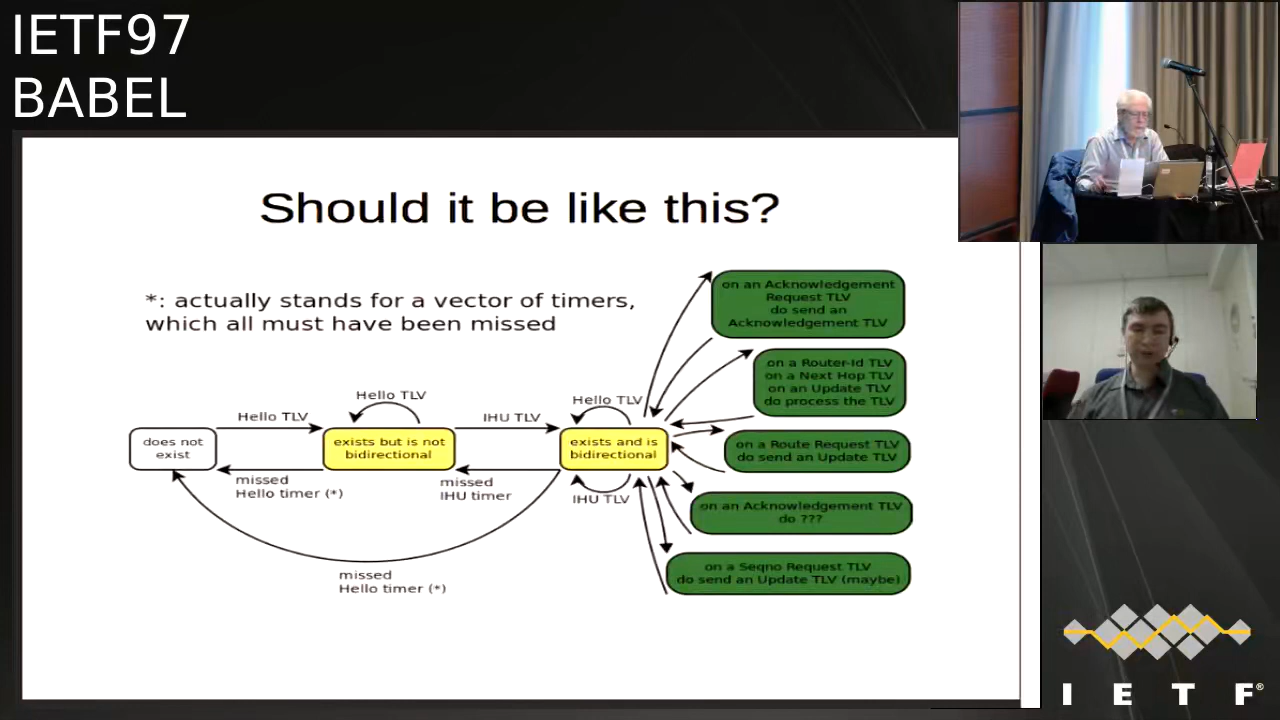 IETF97
BABEL
Should it be like this?
*: actually stands for a vector of timers,
which all must have been missed
on an Acknowledgement
Request TLV
do send an
Acknowledgement TLV
on a Router-Id TLV
on a Next Hop TLV
on an Update TLV
do process the TLV
Hello TLV
Hello TLV
IHU TLV
Hello TLV
does not
exist
exists but is not
bidirectional
exists and is
bidirectional
on a Route Request TLV
do send an Update TLV
missed
Hello timer (*)
missed
IHU timer
IHU TLV
on an Acknowledgement TLV
do ???
missed
Hello timer (*)
on a Seqno Request TLV
do send an Update TLV (maybe)
I E T F®